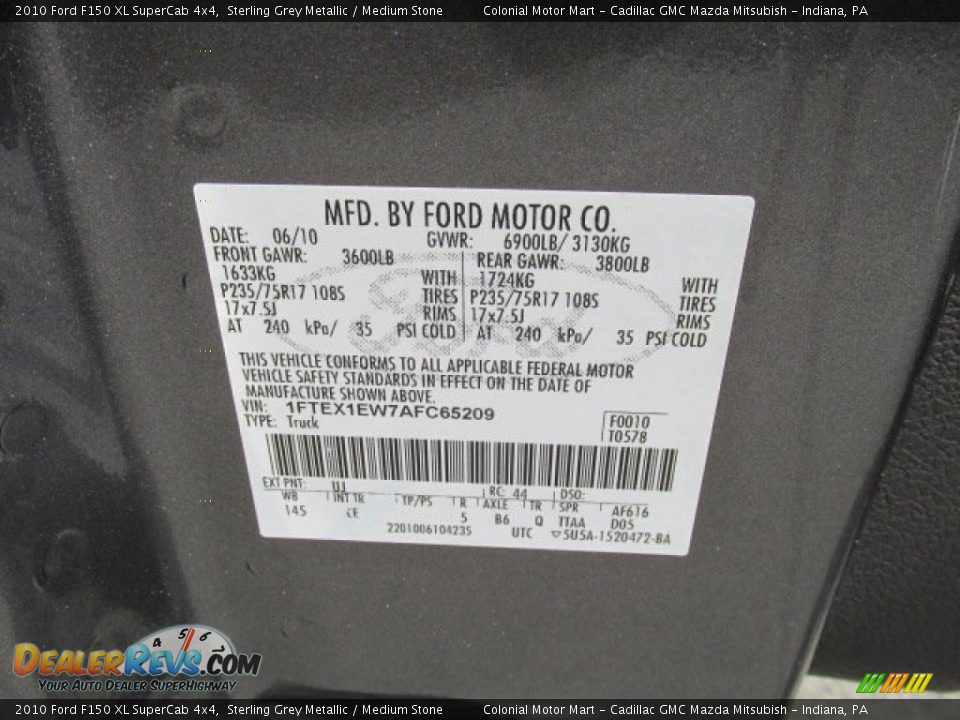 2010 Ford F150 XL SuperCab 4x4, Sterling Grey Metallic / Medium Stone Colonial Motor Mart - Cadillac GMC Mazda Mitsubish - Indiana, PA
MFD. BY FORD MOTOR CO.
DATE: 06/10 GVWR: 6900LB/ 3130KG
FRONT GAWR: 3600LB REAR GAWR: 3800LB
1633KG WITH 1724KG WITH
P235/75R17 108S TIRES P235/75R17 108S TIRES
17x7.5J RIMS 17x7.5J RIMS
AT 240 kPa/ 35 PSI COLD AT 240 kPa/ 35 PSI COLD
THIS VEHICLE CONFORMS TO ALL APPLICABLE FEDERAL MOTOR
VEHICLE SAFETY STANDARDS IN EFFECT ON THE DATE OF
MANUFACTURE SHOWN ABOVE.
VIN: 1FTEX1EW7AFC65209
TYPE: Truck
F0010
T0578
EXT PNT: UJ RC: 44 DSO:
WB INT TR TP/PS R AXLE TR SPR AF616
145 CE 5 B6 Q TTAA D05
2201006104235 UTC ▽5U5A-1520472-BA
4 5 6
DealerRevs.com
Your Auto Dealer SuperHighway
2010 Ford F150 XL SuperCab 4x4, Sterling Grey Metallic / Medium Stone Colonial Motor Mart - Cadillac GMC Mazda Mitsubish - Indiana, PA